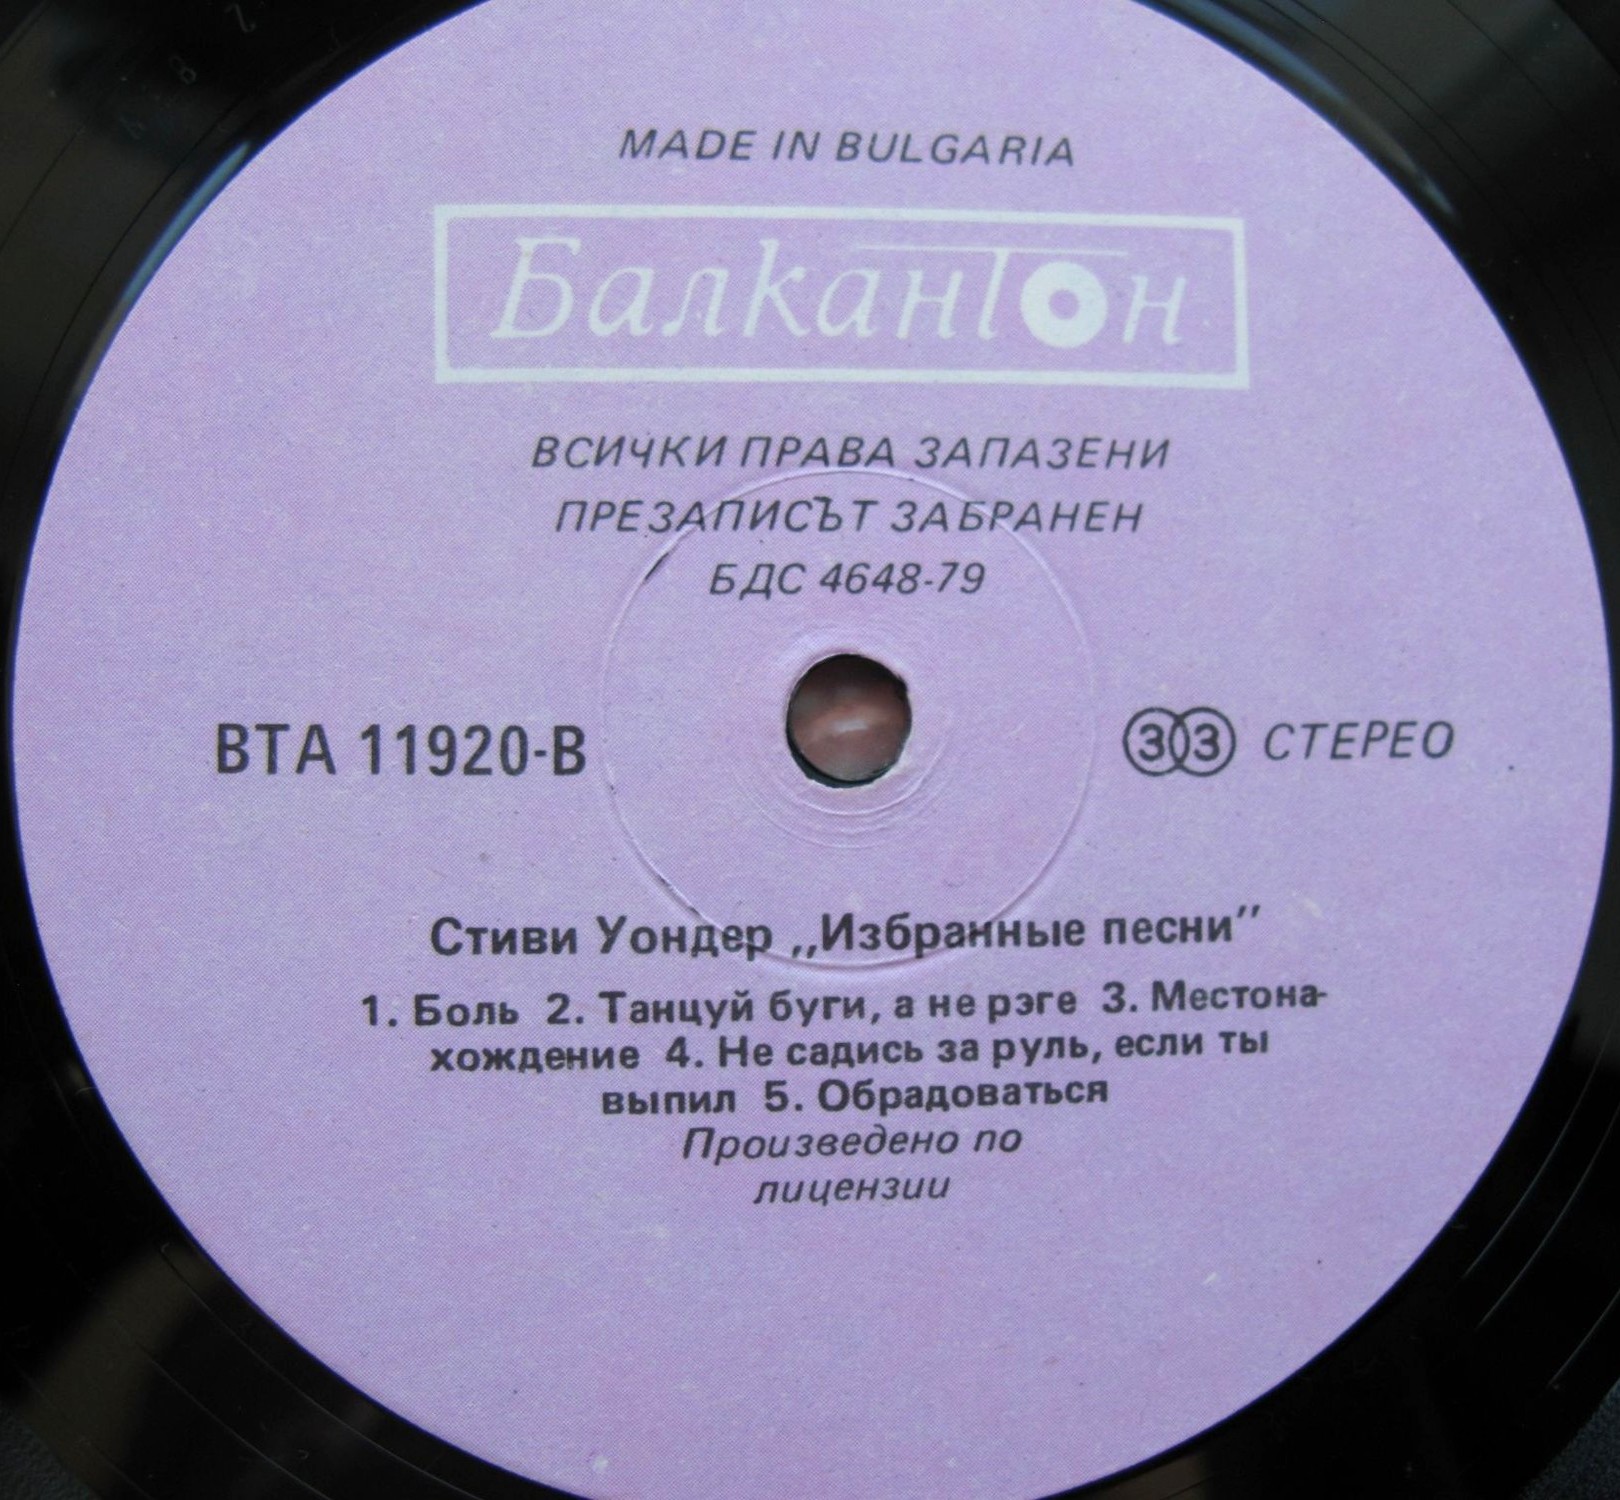 MADE IN BULGARIA
Балкантон
ВСИЧКИ ПРАВА ЗАПАЗЕНИ
ПРЕЗАПИСЪТ ЗАБРАНЕН
БДС 4648-79
ВТА 11920-В
33 СТЕРЕО
Стиви Уондер ,,Избранные песни”
1. Боль 2. Танцуй буги, а не рэге 3. Местона-
хождение 4. Не садись за руль, если ты
выпил 5. Обрадоваться
Произведено по
лицензии